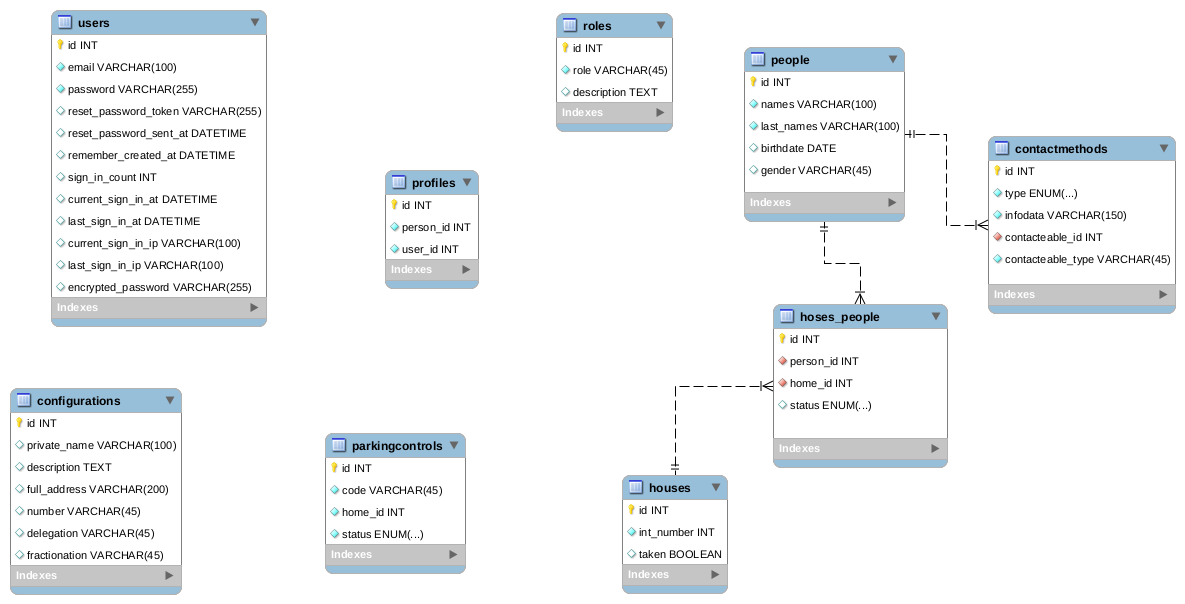 users
id INT
email VARCHAR(100)
password VARCHAR(255)
reset_password_token VARCHAR(255)
reset_password_sent_at DATETIME
remember_created_at DATETIME
sign_in_count INT
current_sign_in_at DATETIME
last_sign_in_at DATETIME
current_sign_in_ip VARCHAR(100)
last_sign_in_ip VARCHAR(100)
encrypted_password VARCHAR(255)
Indexes
roles
id INT
role VARCHAR(45)
description TEXT
Indexes
people
id INT
names VARCHAR(100)
last_names VARCHAR(100)
birthdate DATE
gender VARCHAR(45)
Indexes
contactmethods
id INT
type ENUM(...)
infodata VARCHAR(150)
contacteable_id INT
contacteable_type VARCHAR(45)
Indexes
profiles
id INT
person_id INT
user_id INT
Indexes
hoses_people
id INT
person_id INT
home_id INT
status ENUM(...)
Indexes
configurations
id INT
private_name VARCHAR(100)
description TEXT
full_address VARCHAR(200)
number VARCHAR(45)
delegation VARCHAR(45)
fractionation VARCHAR(45)
Indexes
parkingcontrols
id INT
code VARCHAR(45)
home_id INT
status ENUM(...)
Indexes
houses
id INT
int_number INT
taken BOOLEAN
Indexes